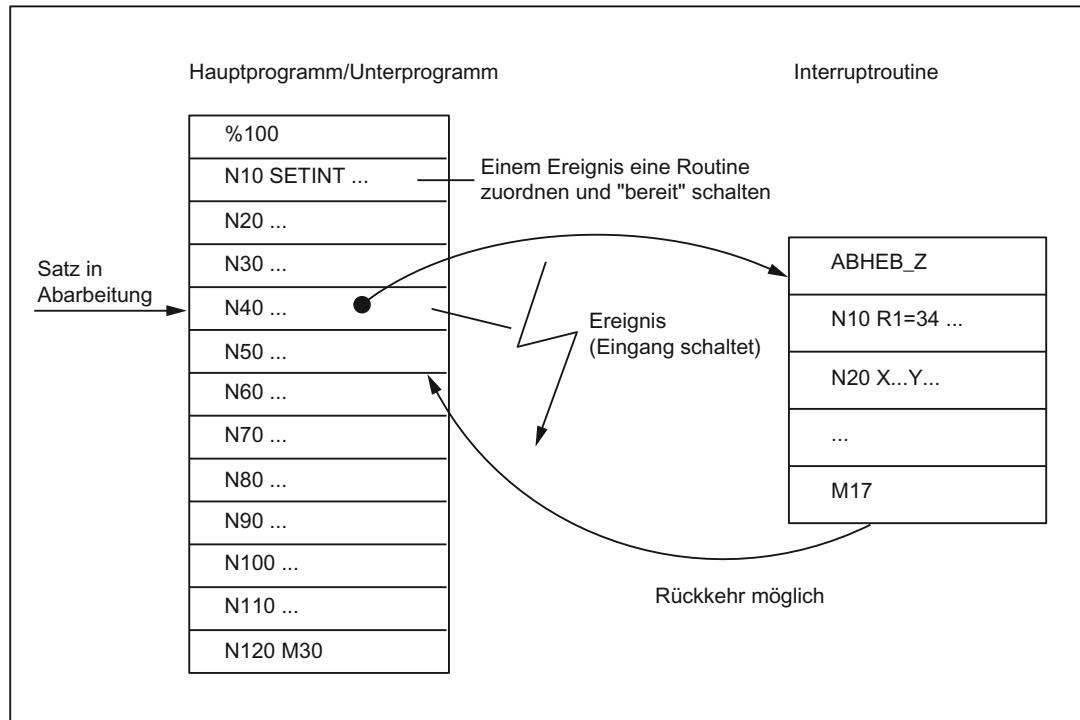 Hauptprogramm/Unterprogramm
Interruptroutine
%100
N10 SETINT ...
Einem Ereignis eine Routine
zuordnen und "bereit" schalten
N20 ...
N30 ...
Satz in
Abarbeitung
N40 ...
Ereignis
(Eingang schaltet)
N50 ...
N60 ...
N70 ...
N80 ...
N90 ...
N100 ...
N110 ...
N120 M30
ABHEB_Z
N10 R1=34 ...
N20 X...Y...
...
M17
Rückkehr möglich